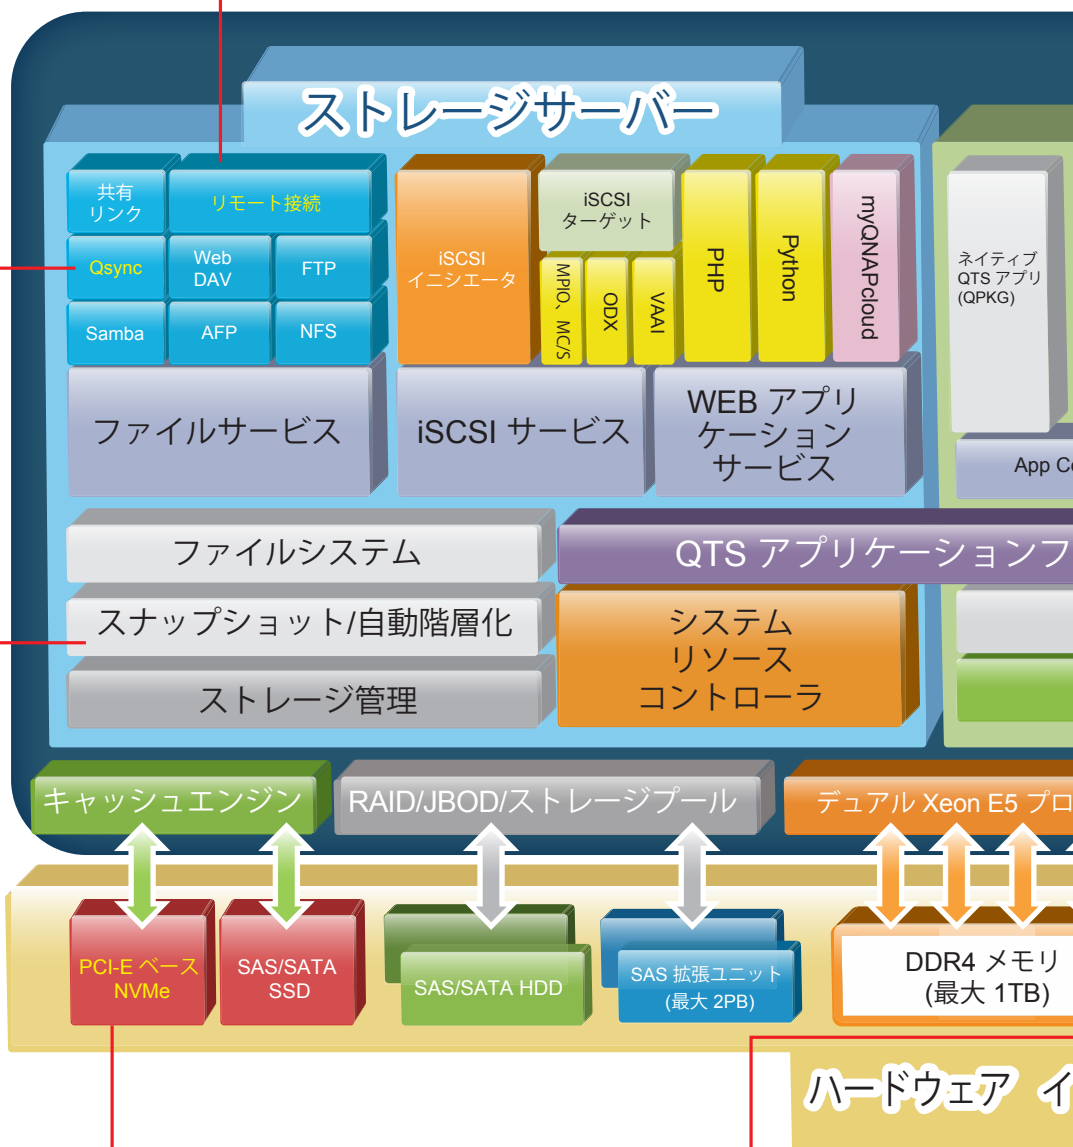 ストレージサーバー
共有
リンク
リモート接続
Qsync
Web
DAV
FTP
Samba
AFP
NFS
ファイルサービス
iSCSI
イニシエータ
iSCSI
ターゲット
MPIO、MC/S
ODX
VAAI
PHP
Python
myQNAPcloud
iSCSI サービス
WEB アプリ
ケーション
サービス
ネイティブ
QTS アプリ
(QPKG)
App
ファイルシステム
QTS アプリケーションフ
スナップショット/自動階層化
システム
リソース
コントローラ
ストレージ管理
キャッシュエンジン
RAID/JBOD/ストレージプール
デュアル Xeon E5 プロ
PCI-E ベース
NVMe
SAS/SATA
SSD
SAS/SATA HDD
SAS 拡張ユニット
(最大 2PB)
DDR4 メモリ
(最大 1TB)
ハードウェア イ